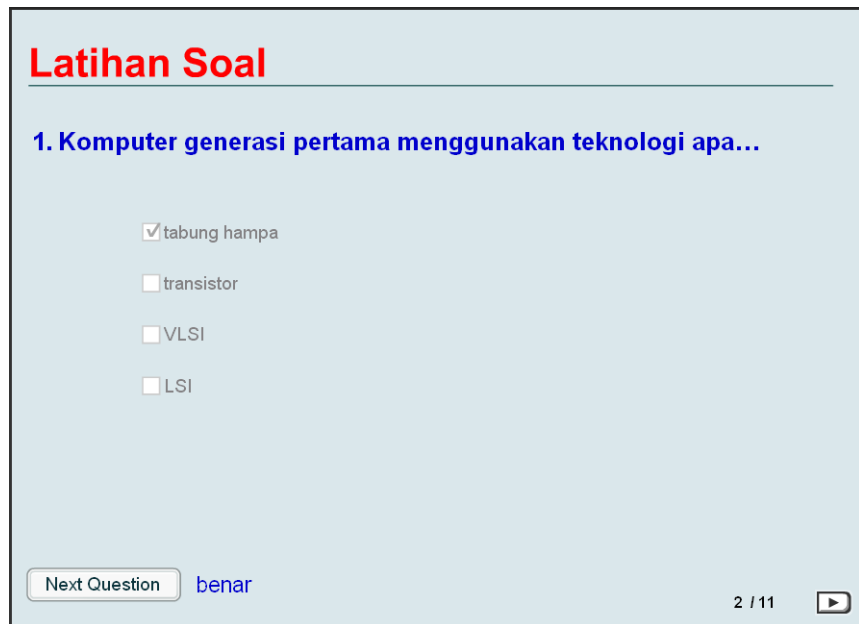 Latihan Soal
1. Komputer generasi pertama menggunakan teknologi apa...
tabung hampa
transistor
VLSI
LSI
Next Question benar
2 / 11